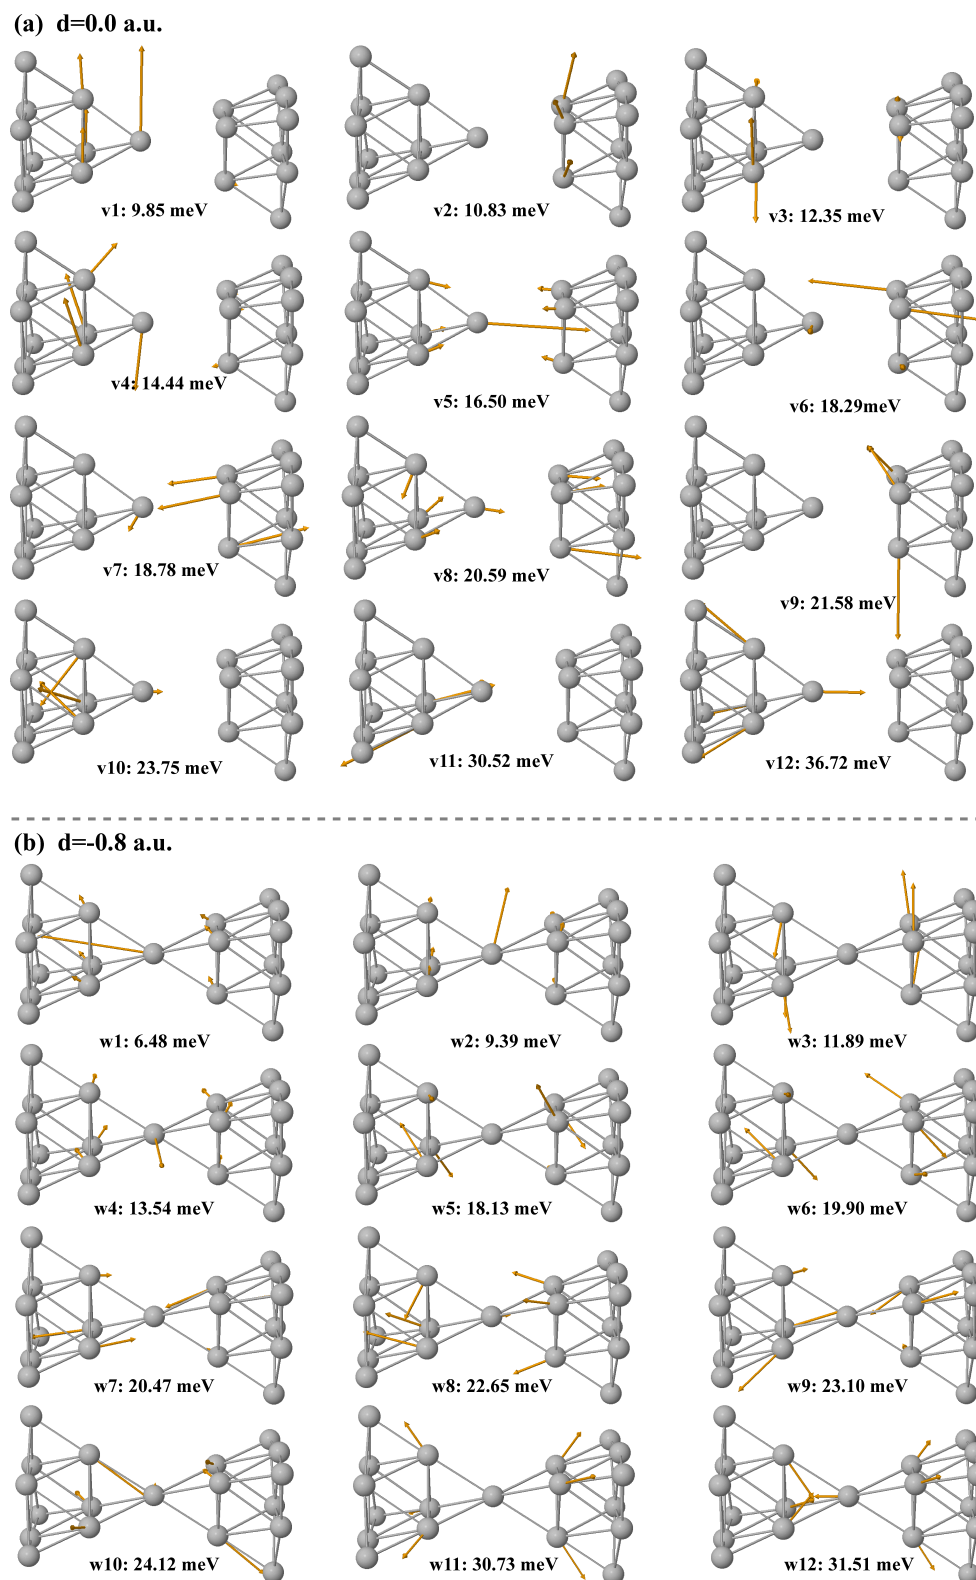 (a) d=0.0 a.u.
v1: 9.85 meV
v2: 10.83 meV
v3: 12.35 meV
v4: 14.44 meV
v5: 16.50 meV
v6: 18.29meV
v7: 18.78 meV
v8: 20.59 meV
v9: 21.58 meV
v10: 23.75 meV
v11: 30.52 meV
v12: 36.72 meV
(b) d=-0.8 a.u.
w1: 6.48 meV
w2: 9.39 meV
w3: 11.89 meV
w4: 13.54 meV
w5: 18.13 meV
w6: 19.90 meV
w7: 20.47 meV
w8: 22.65 meV
w9: 23.10 meV
w10: 24.12 meV
w11: 30.73 meV
w12: 31.51 meV